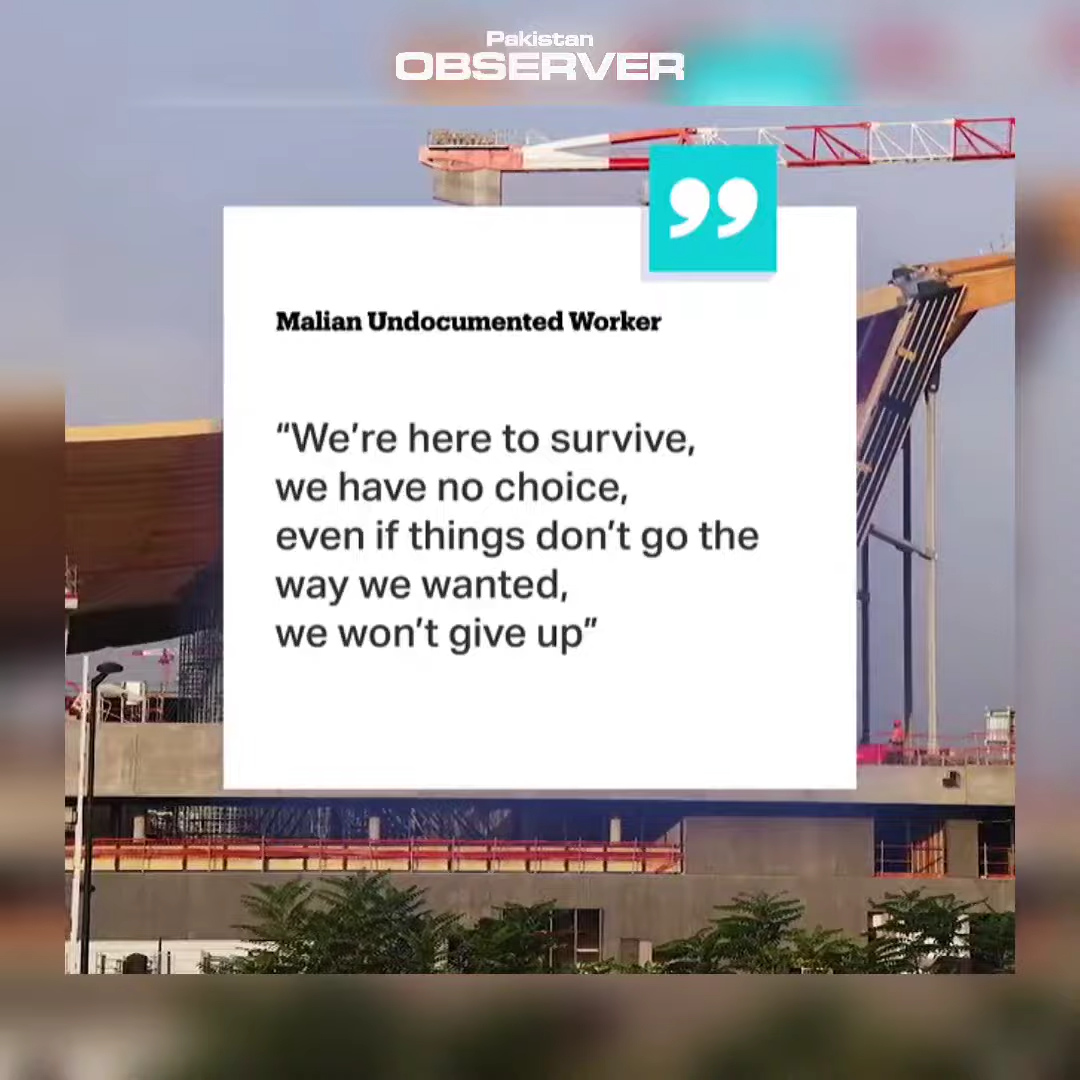 Pakistan
OBSERVER
”
Malian Undocumented Worker
“We’re here to survive,
we have no choice,
even if things don’t go the
way we wanted,
we won’t give up”